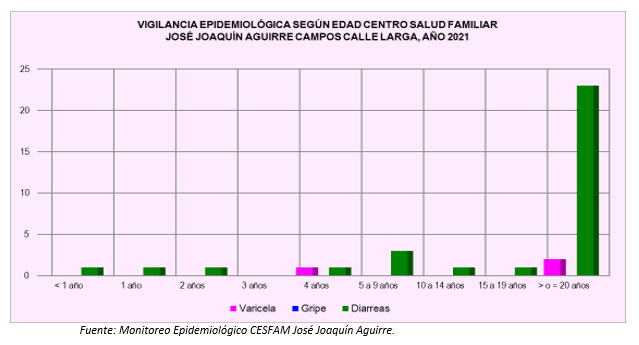 VIGILANCIA EPIDEMIOLÓGICA SEGÚN EDAD CENTRO SALUD FAMILIAR
JOSÉ JOAQUÍN AGUIRRE CAMPOS CALLE LARGA, AÑO 2021
25
20
15
10
5
0
< 1 año 1 año 2 años 3 años 4 años 5 a 9 años 10 a 14 años 15 a 19 años > o = 20 años
Varicela Gripe Diarreas
Fuente: Monitoreo Epidemiológico CESFAM José Joaquín Aguirre.